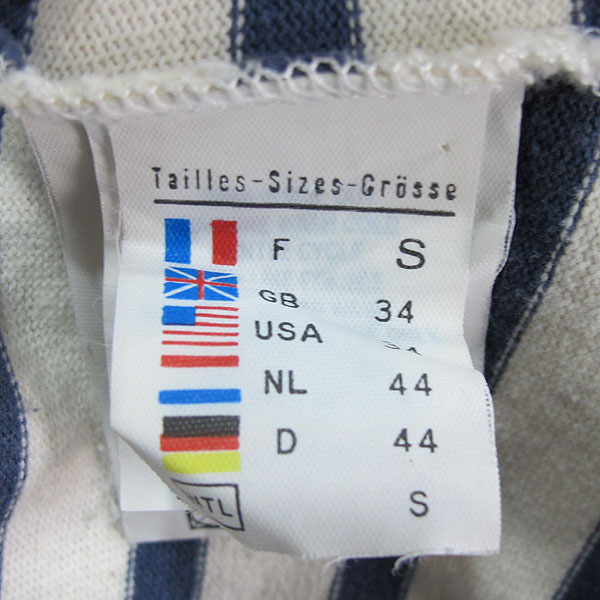 Tailles-Sizes-Grösse
F S
GB 34
USA
NL 44
D 44
S